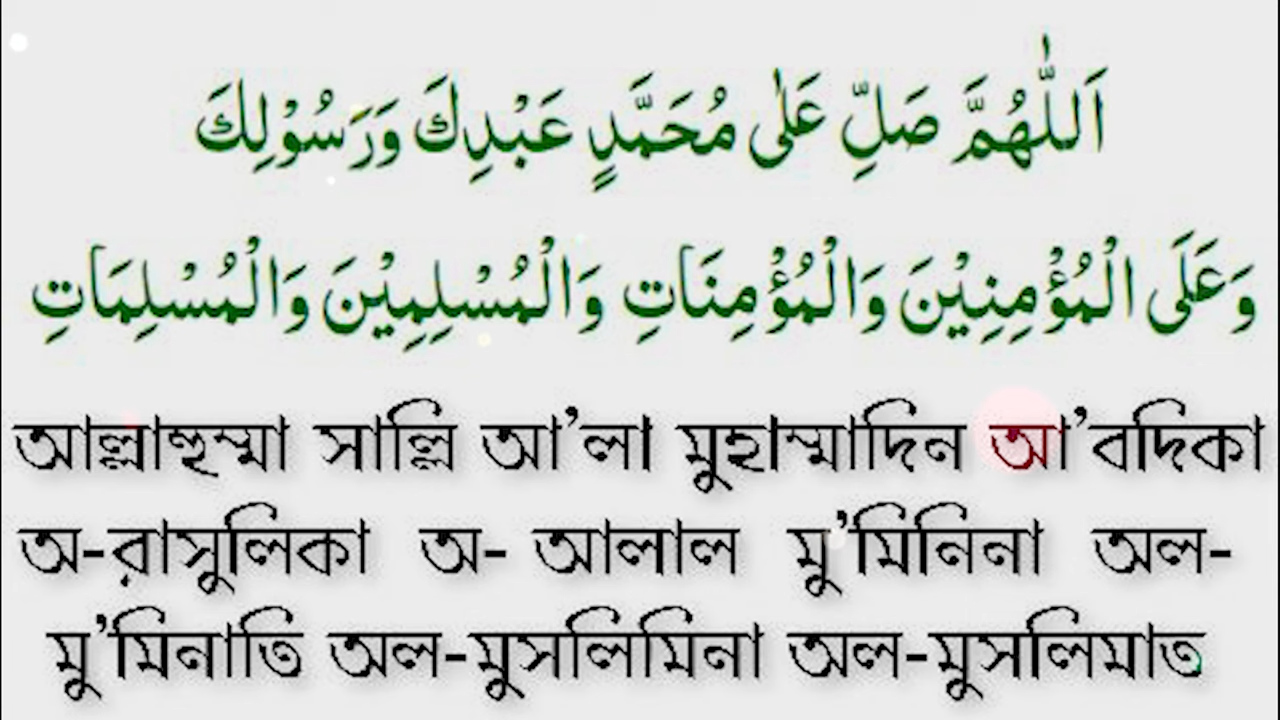 اَللّٰهُمَّ صَلِّ عَلٰى مُحَمَّدٍ عَبْدِكَ وَرَسُوْلِكَ
وَعَلَى الْمُؤْمِنِيْنَ وَالْمُؤْمِنَاتِ وَالْمُسْلِمِيْنَ وَالْمُسْلِمَاتِ
আল্লাহুম্মা সাল্লি আ’লা মুহাম্মাদিন আ’বদিকা
অ-রাসুলিকা অ- আলাল মু’মিনিনা অল-
মু’মিনাতি অল-মুসলিমিনা অল-মুসলিমাত